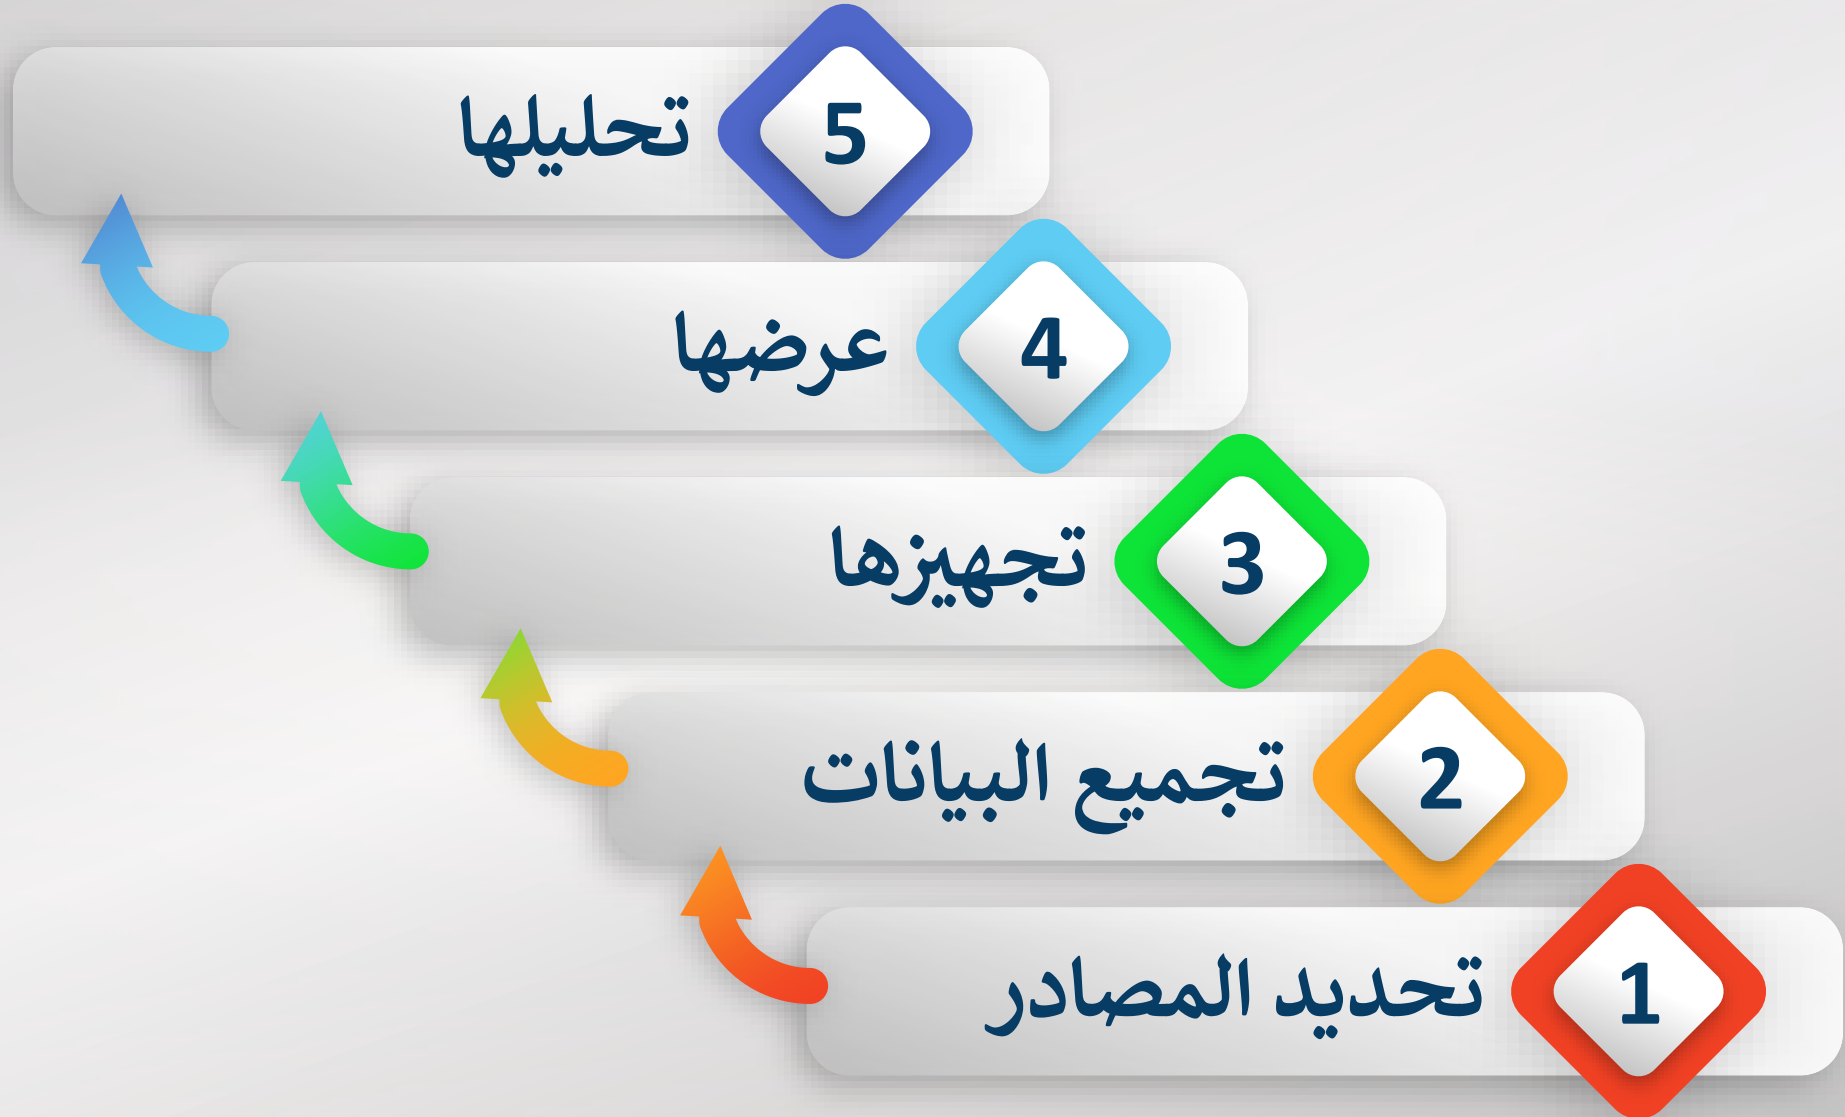 5 تحليلها
4 عرضها
3 تجهيزها
2 تجميع البيانات
1 تحديد المصادر